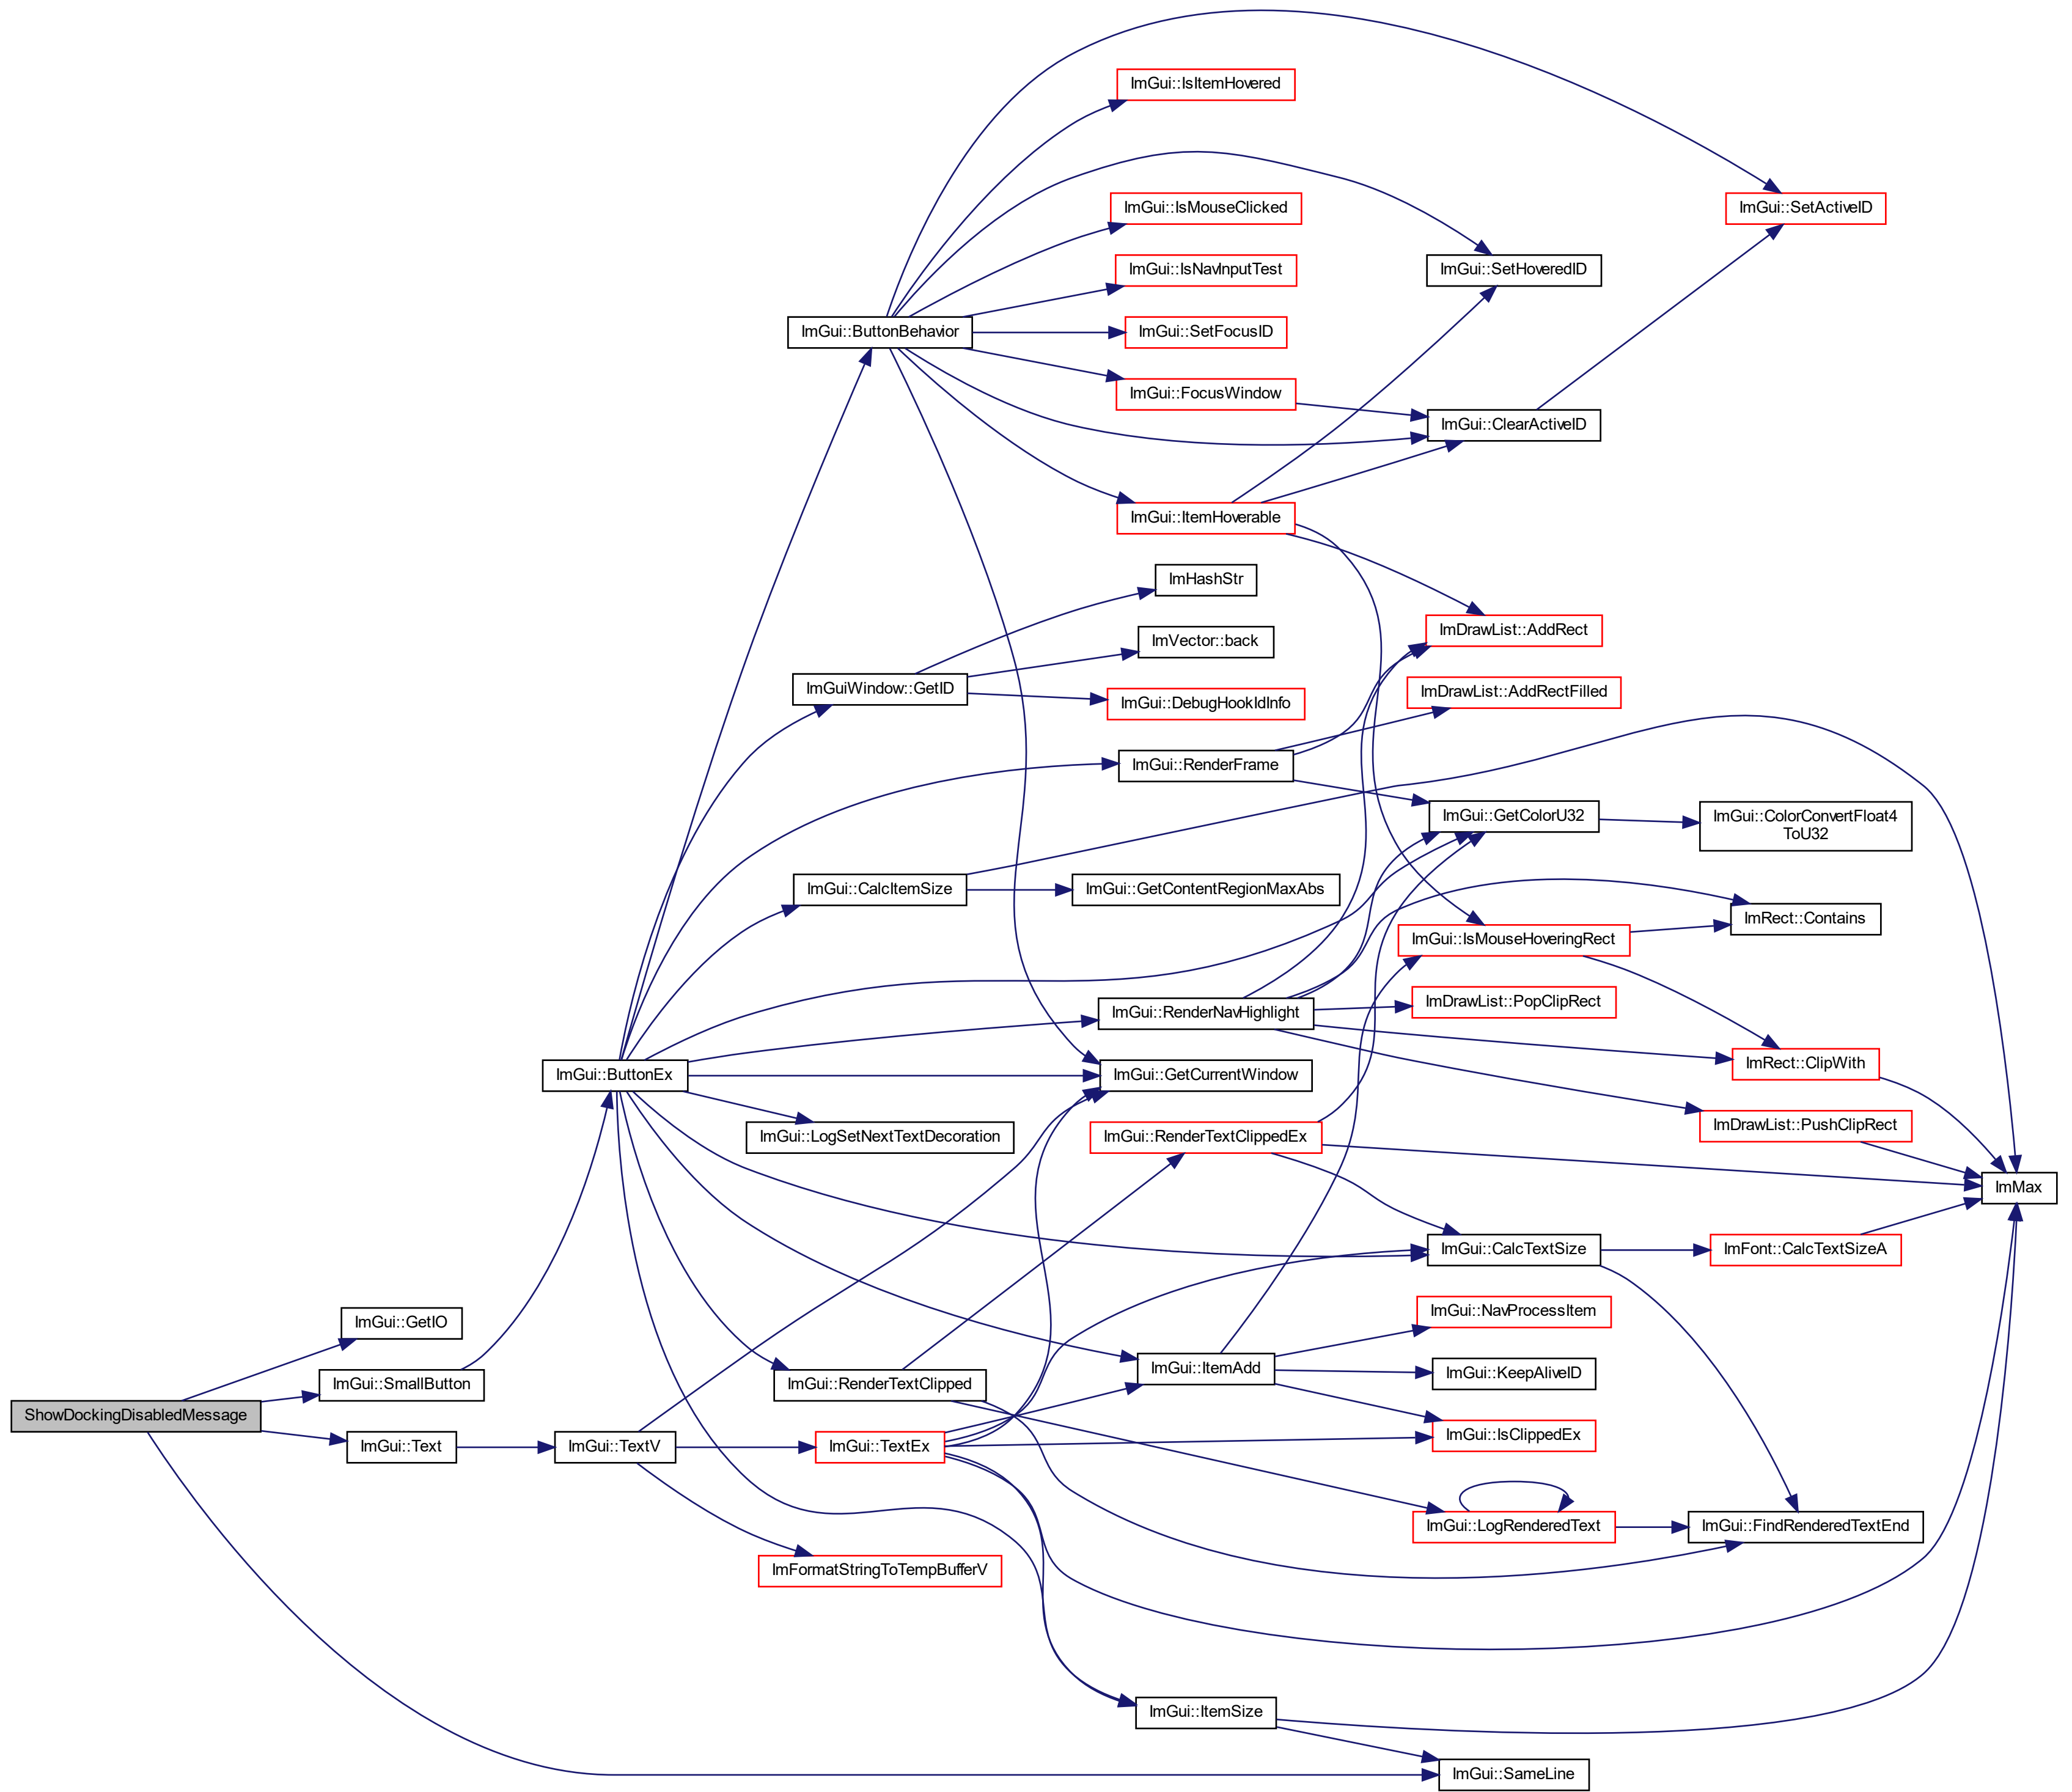 ImGui::IsItemHovered
ImGui::IsMouseClicked
ImGui::SetActiveID
ImGui::IsNavInputTest
ImGui::SetHoveredID
ImGui::ButtonBehavior
ImGui::SetFocusID
ImGui::FocusWindow
ImGui::ClearActiveID
ImGui::ItemHoverable
ImHashStr
ImVector::back
ImDrawList::AddRect
ImGuiWindow::GetID
ImGui::DebugHookIdInfo
ImDrawList::AddRectFilled
ImGui::RenderFrame
ImGui::GetColorU32
ImGui::ColorConvertFloat4
ToU32
ImGui::CalcItemSize
ImGui::GetContentRegionMaxAbs
ImRect::Contains
ImGui::IsMouseHoveringRect
ImGui::RenderNavHighlight
ImDrawList::PopClipRect
ImGui::ButtonEx
ImGui::GetCurrentWindow
ImRect::ClipWith
ImGui::LogSetNextTextDecoration
ImGui::RenderTextClippedEx
ImDrawList::PushClipRect
ImMax
ImGui::CalcTextSize
ImFont::CalcTextSizeA
ImGui::GetIO
ImGui::NavProcessItem
ImGui::SmallButton
ImGui::RenderTextClipped
ImGui::ItemAdd
ImGui::KeepAliveID
ShowDockingDisabledMessage
ImGui::Text
ImGui::TextV
ImGui::TextEx
ImGui::IsClippedEx
ImGui::LogRenderedText
ImGui::FindRenderedTextEnd
ImFormatStringToTempBufferV
ImGui::ItemSize
ImGui::SameLine